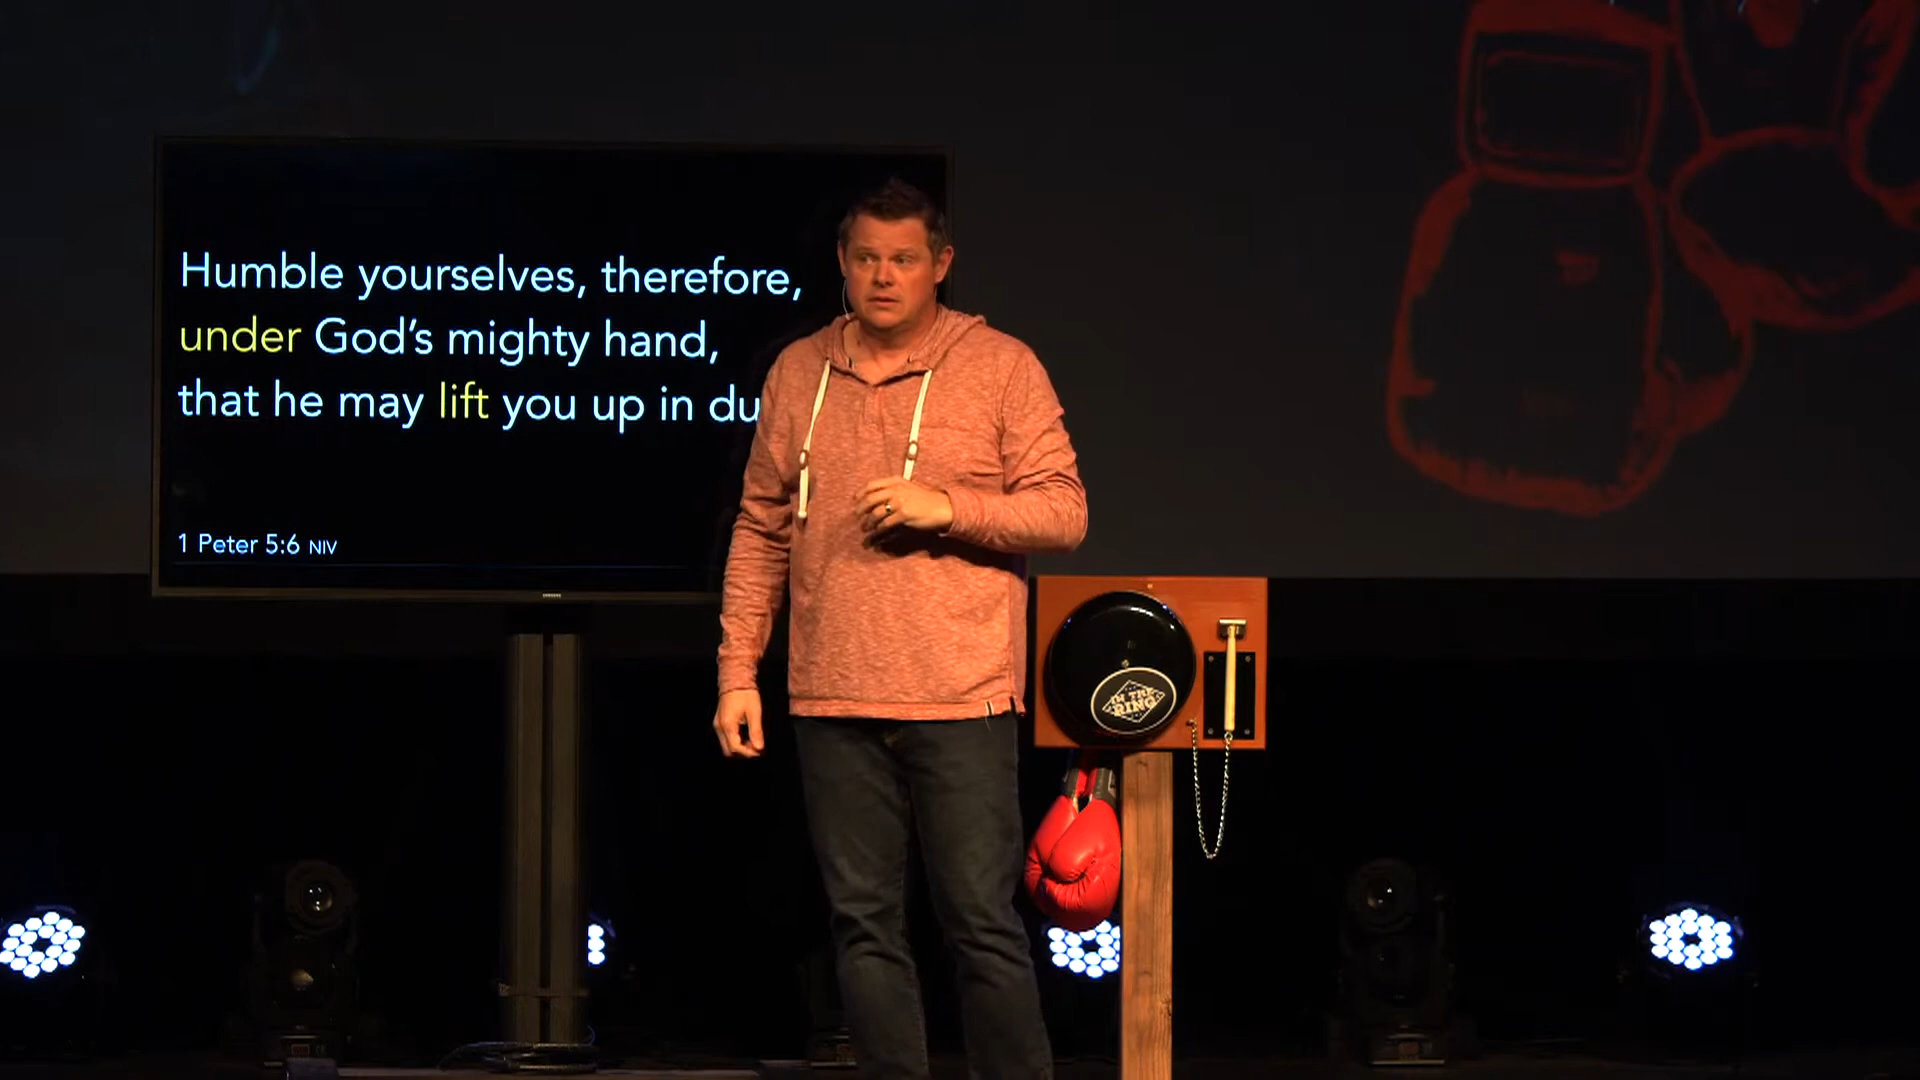 Humble yourselves, therefore,
under God's mighty hand,
that he may lift you up in du
1 Peter 5:6 NIV
SAMSUNG
IN THE
RING